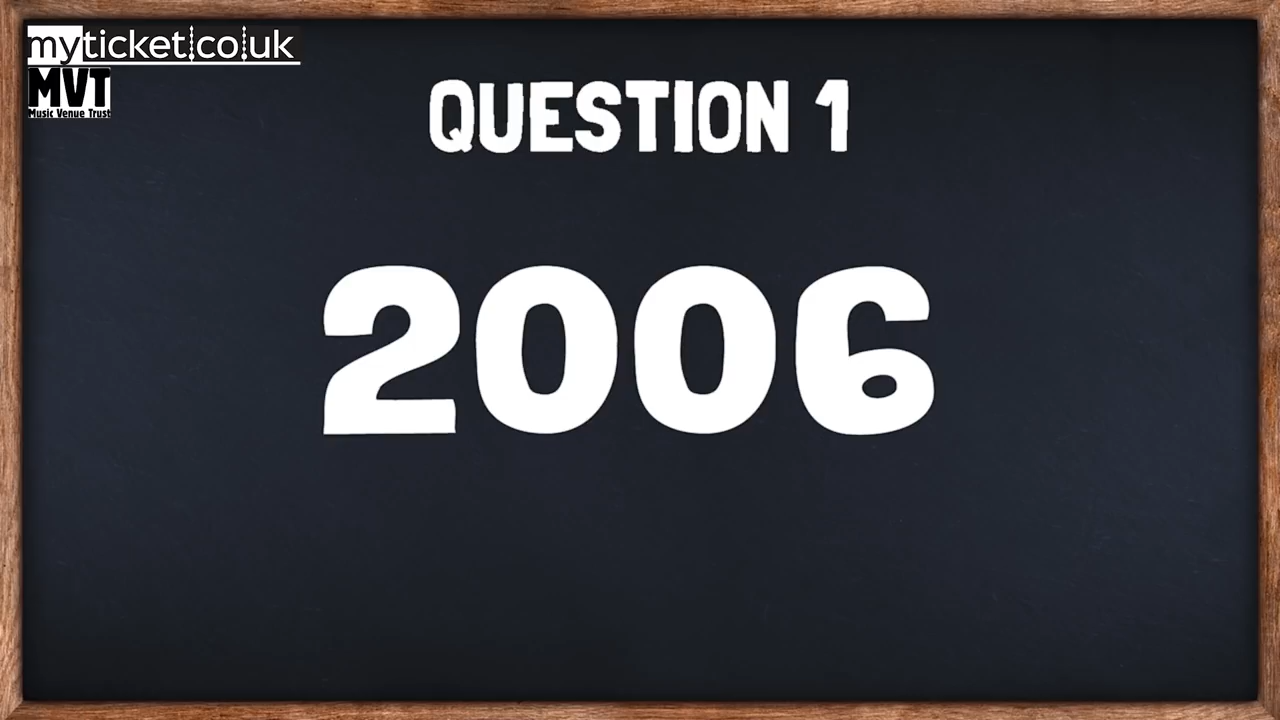 myticket.co.uk
MVT
Music Venue Trust
QUESTION 1
2006